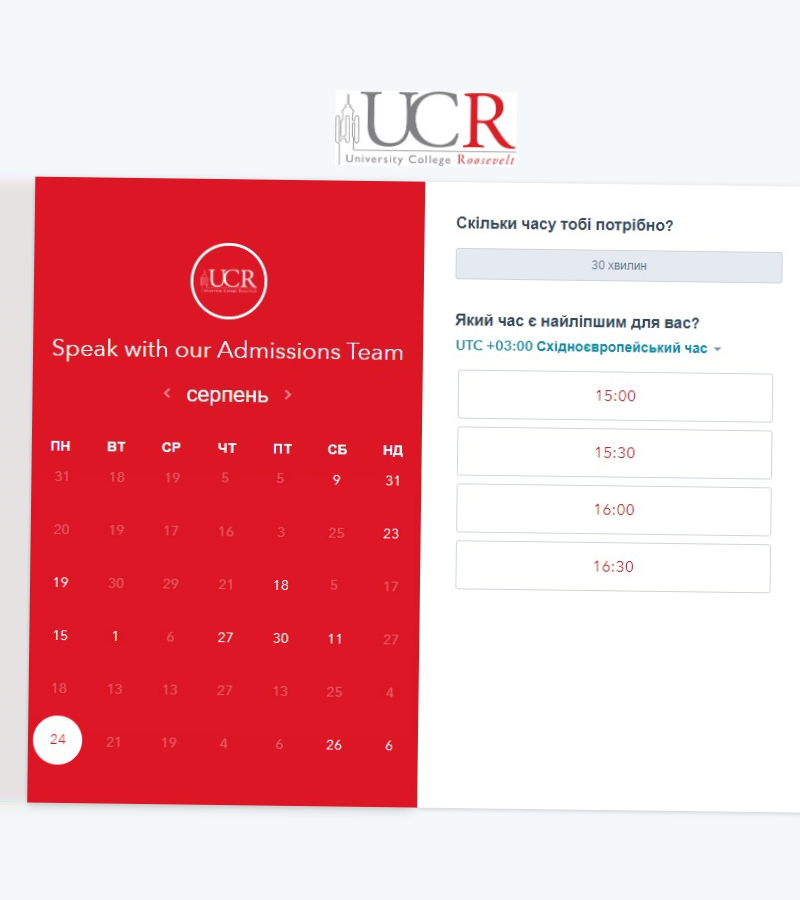 UCR
University College Roosevelt
UCR
Speak with our Admissions Team
серпень
ПН ВТ СР ЧТ ПТ СБ НД
31 18 19 5 5 9 31
20 19 17 16 3 25 23
19 30 29 21 18 5 17
15 1 6 27 30 11 27
18 13 13 27 13 25 4
24 21 19 4 6 26 6
Скільки часу тобі потрібно?
30 хвилин
Який час є найліпшим для вас?
UTC +03:00 Східноєвропейський час
15:00
15:30
16:00
16:30